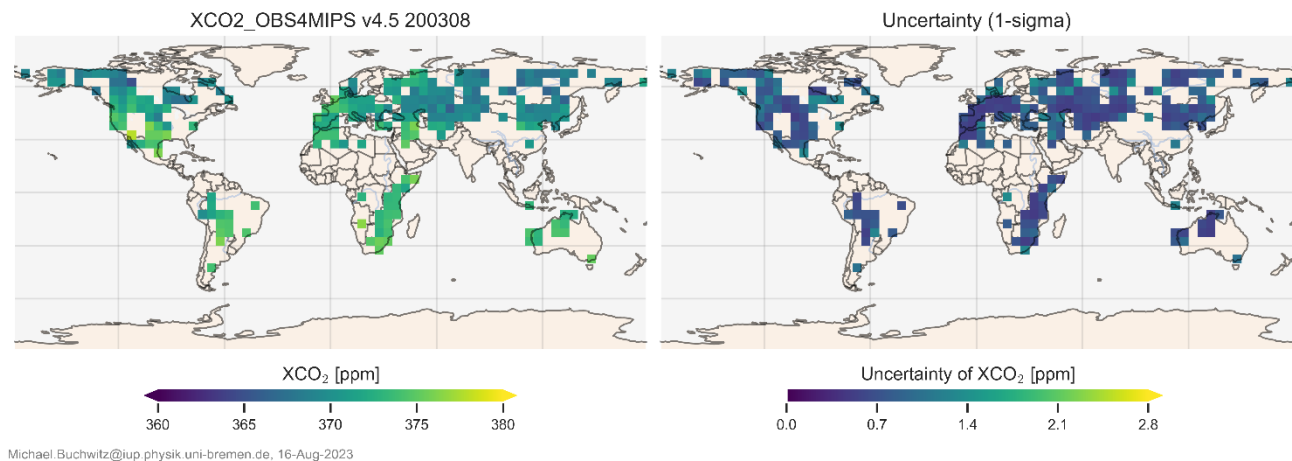 XCO2_OBS4MIPS v4.5 200308
Uncertainty (1-sigma)
XCO₂ [ppm]
360 365 370 375 380
Uncertainty of XCO₂ [ppm]
0.0 0.7 1.4 2.1 2.8
Michael.Buchwitz@iup.physik.uni-bremen.de, 16-Aug-2023